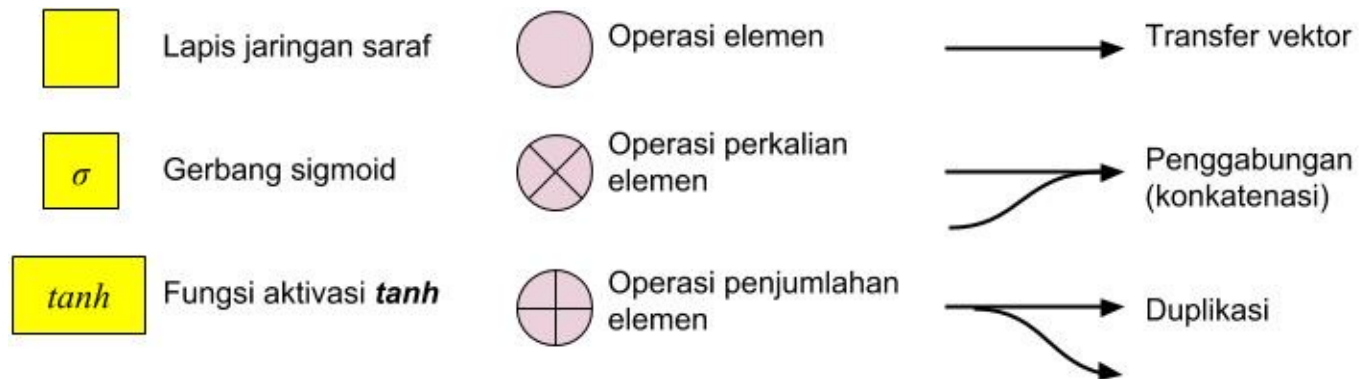 Lapis jaringan saraf
Operasi elemen
Transfer vektor
σ
Gerbang sigmoid
Operasi perkalian
elemen
Penggabungan
(konkatenasi)
tanh
Fungsi aktivasi tanh
Operasi penjumlahan
elemen
Duplikasi